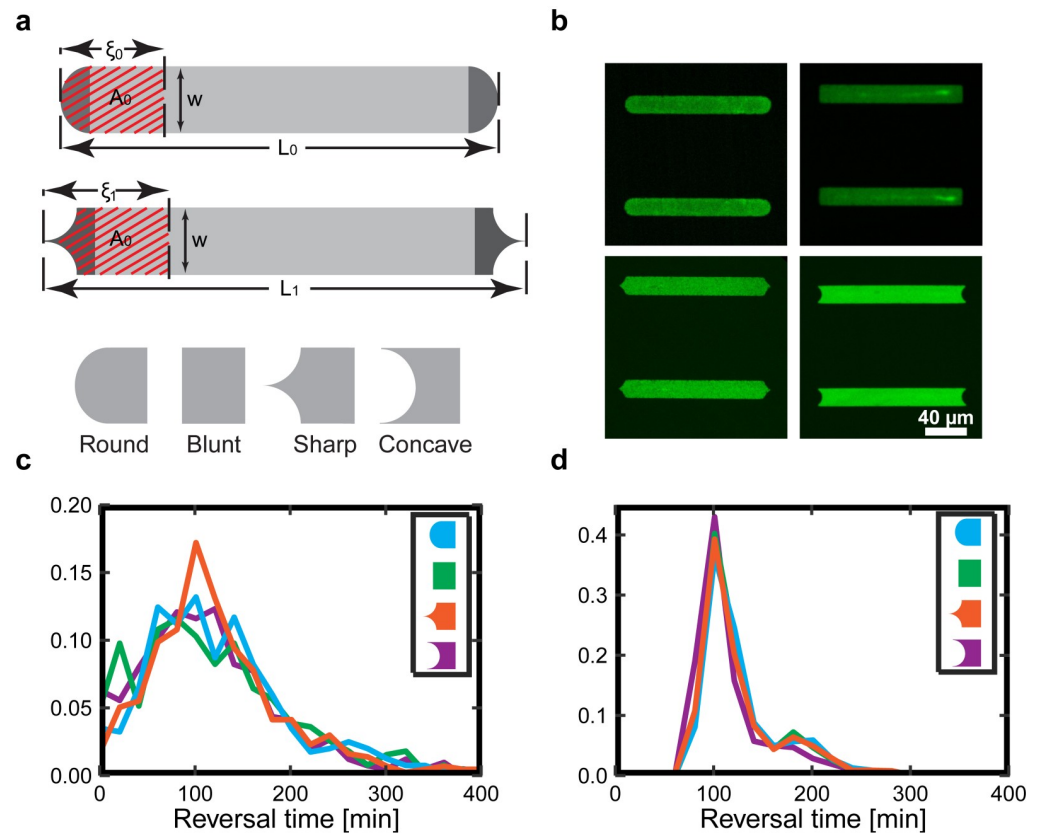 a
ξ0
A0
w
L0
ξ1
A0
w
L1
Round Blunt Sharp Concave
b
40 µm
c
0.20
0.15
0.10
0.05
0.00
0 100 200 300 400
Reversal time [min]
d
0.4
0.3
0.2
0.1
0.0
0 100 200 300 400
Reversal time [min]